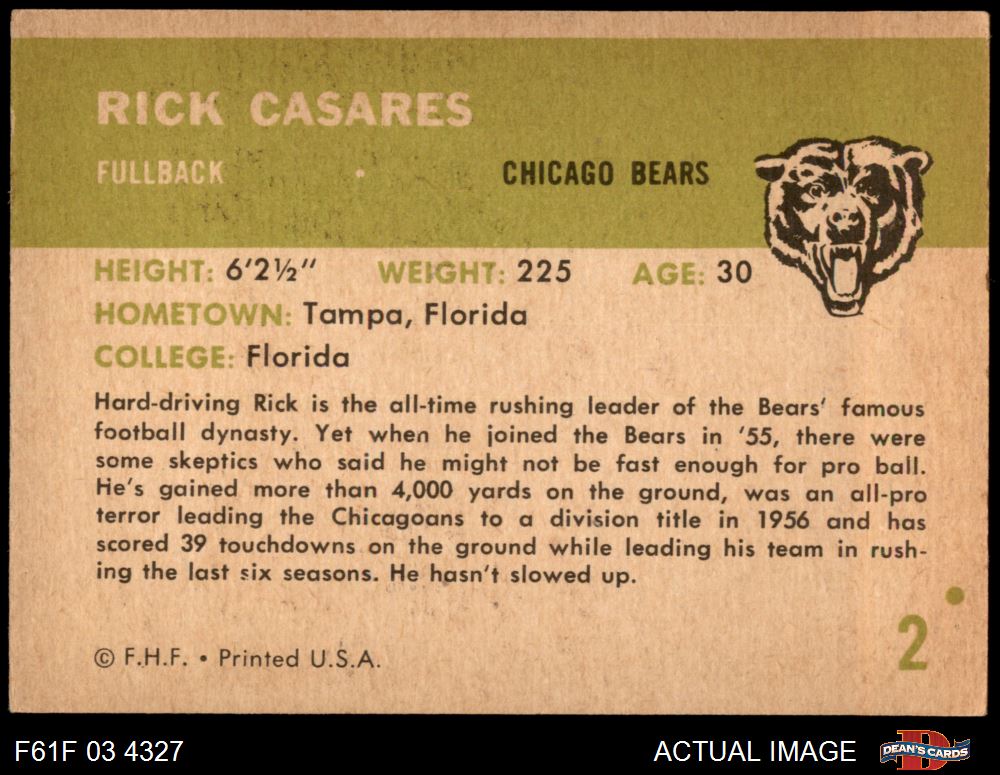 RICK CASARES
FULLBACK • CHICAGO BEARS
HEIGHT: 6'2½" WEIGHT: 225 AGE: 30
HOMETOWN: Tampa, Florida
COLLEGE: Florida
Hard-driving Rick is the all-time rushing leader of the Bears' famous
football dynasty. Yet when he joined the Bears in '55, there were
some skeptics who said he might not be fast enough for pro ball.
He's gained more than 4,000 yards on the ground, was an all-pro
terror leading the Chicagoans to a division title in 1956 and has
scored 39 touchdowns on the ground while leading his team in rush-
ing the last six seasons. He hasn't slowed up.
2
© F.H.F. • Printed U.S.A.
F61F 03 4327 ACTUAL IMAGE DEAN'S CARDS